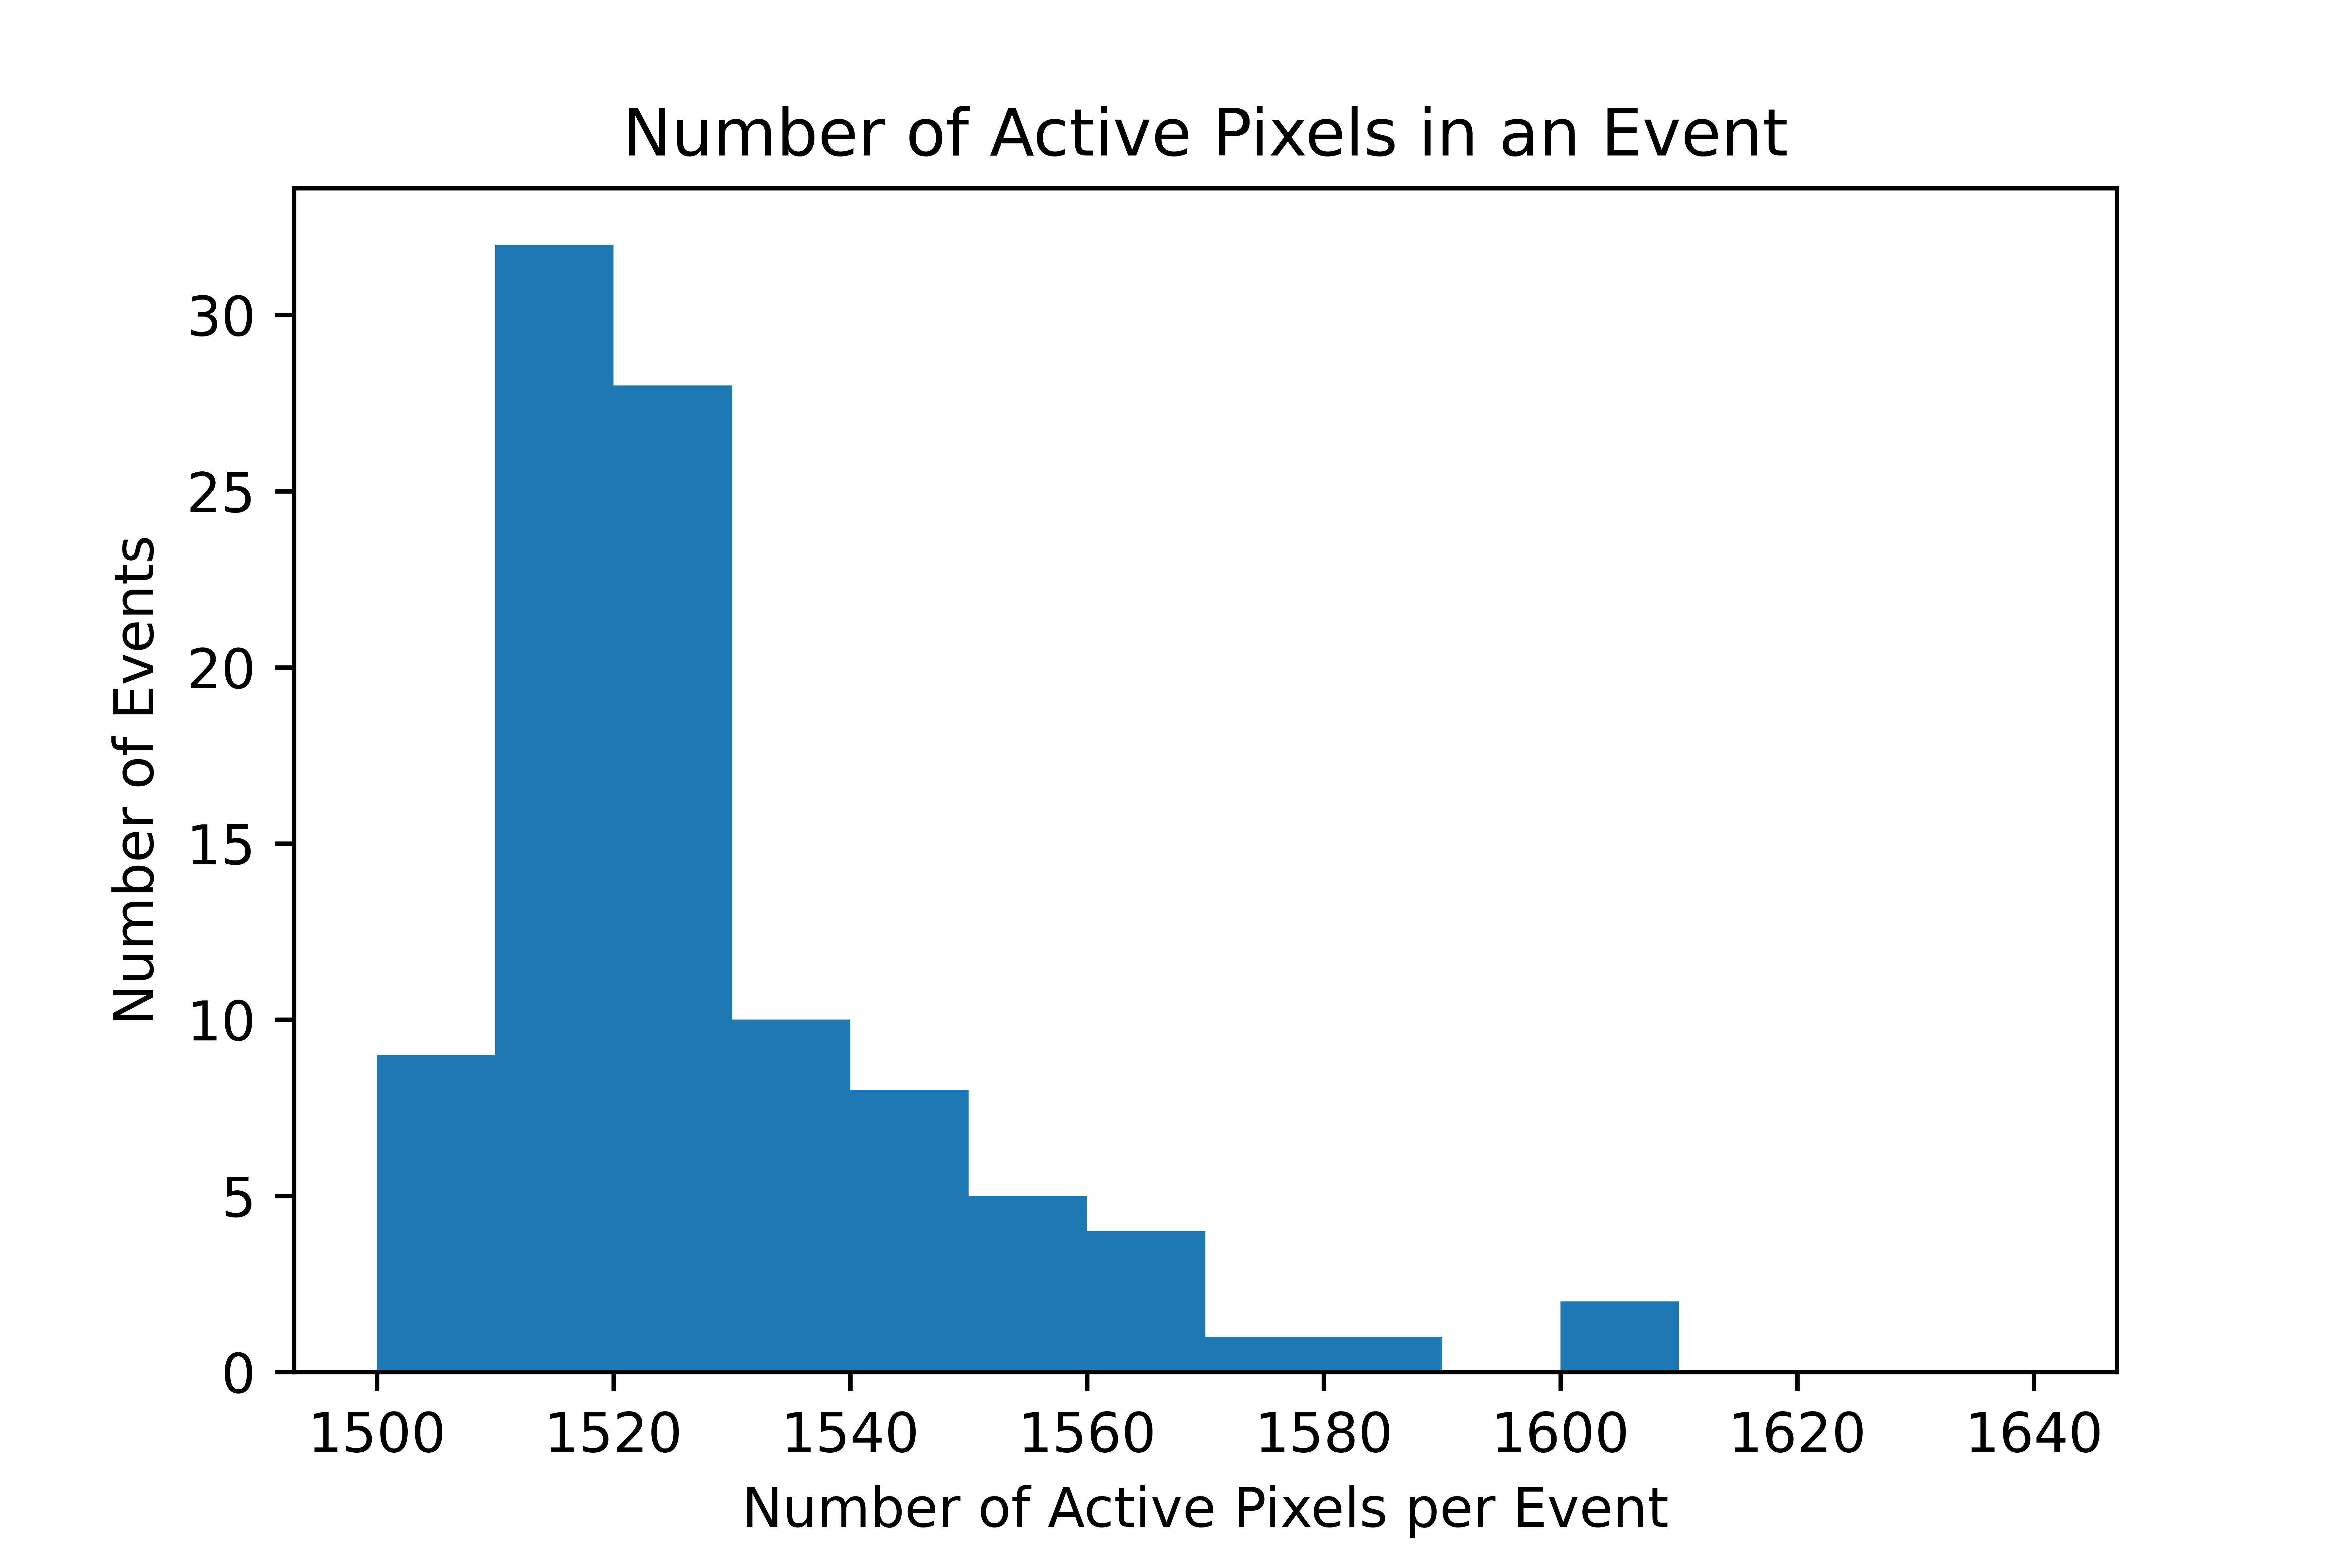 Number of Active Pixels in an Event
30
25
20
15
10
5
0
Number of Events
1500 1520 1540 1560 1580 1600 1620 1640
Number of Active Pixels per Event